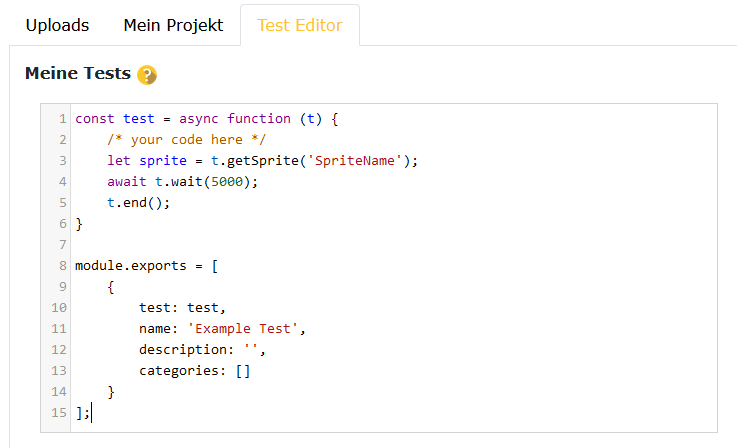 Uploads Mein Projekt Test Editor
Meine Tests ?
1 const test = async function (t) {
2     /* your code here */
3     let sprite = t.getSprite('SpriteName');
4     await t.wait(5000);
5     t.end();
6 }
7
8 module.exports = [
9     {
10         test: test,
11         name: 'Example Test',
12         description: '',
13         categories: []
14     }
15 ];